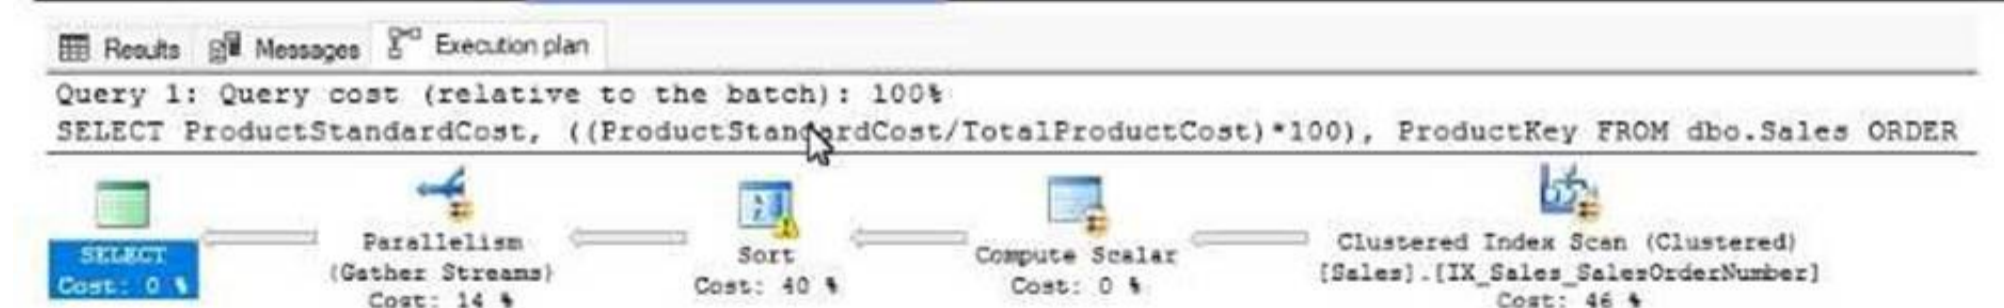 Results Messages Execution plan
Query 1: Query cost (relative to the batch): 100%
SELECT ProductStandardCost, ((ProductStandardCost/TotalProductCost)*100), ProductKey FROM dbo.Sales ORDER
SELECT
Cost: 0 %
Parallelism
(Gather Streams)
Cost: 14 %
Sort
Cost: 40 %
Compute Scalar
Cost: 0 %
Clustered Index Scan (Clustered)
[Sales].[IX_Sales_SalesOrderNumber]
Cost: 46 %